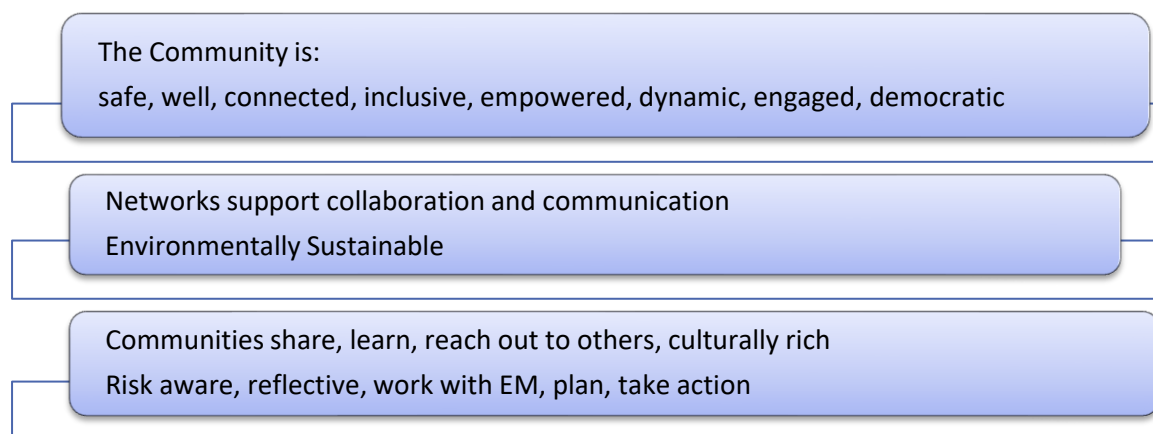 The Community is:
safe, well, connected, inclusive, empowered, dynamic, engaged, democratic
Networks support collaboration and communication
Environmentally Sustainable
Communities share, learn, reach out to others, culturally rich
Risk aware, reflective, work with EM, plan, take action